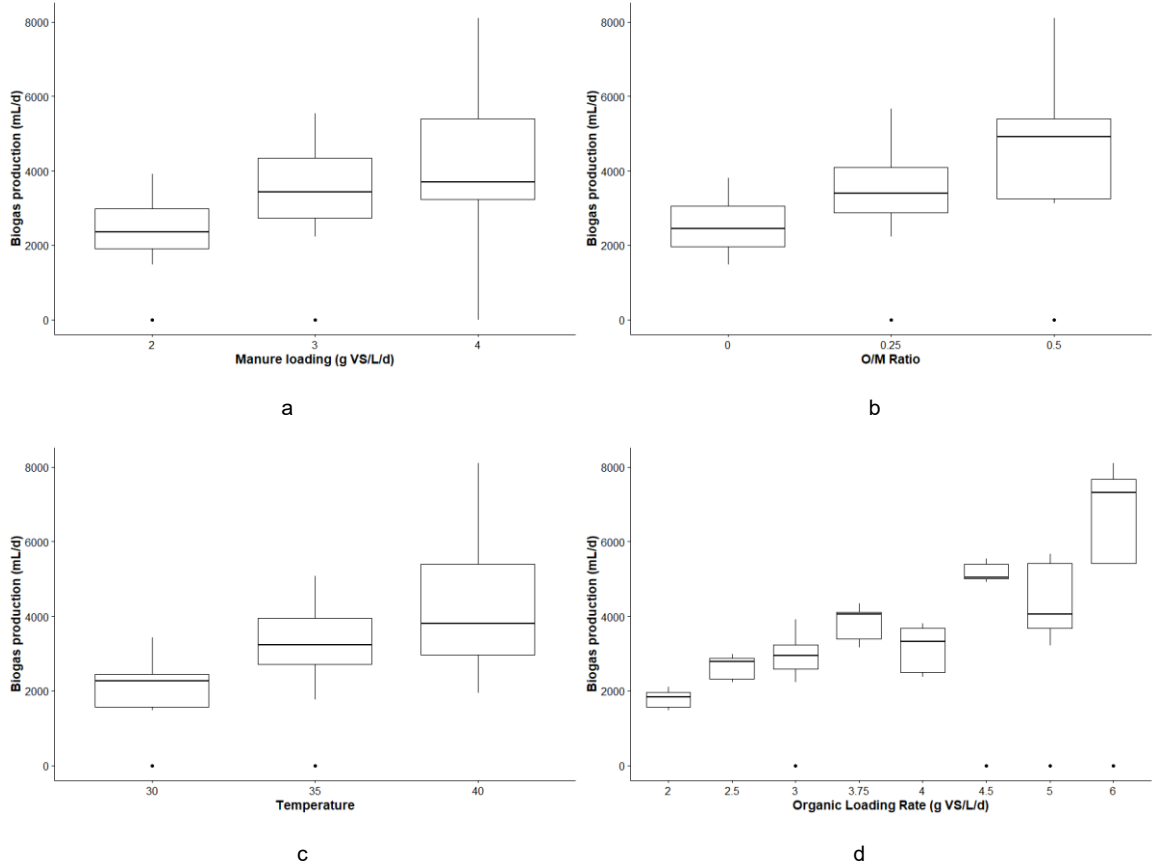 8000
6000
4000
2000
0
Biogas production (mL/d)
2 3 4
Manure loading (g VS/L/d)
a
8000
6000
4000
2000
0
Biogas production (mL/d)
0 0.25 0.5
O/M Ratio
b
8000
6000
4000
2000
0
Biogas production (mL/d)
30 35 40
Temperature
c
8000
6000
4000
2000
0
Biogas production (mL/d)
2 2.5 3 3.75 4 4.5 5 6
Organic Loading Rate (g VS/L/d)
d